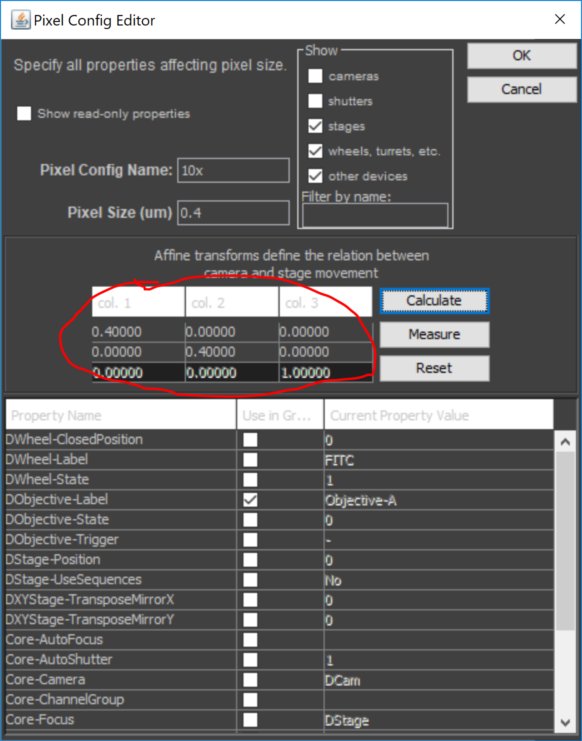 Pixel Config Editor
Specify all properties affecting pixel size.
Show read-only properties
Pixel Config Name: 10x
Pixel Size (um) 0.4
Show
cameras
shutters
stages
wheels, turrets, etc.
other devices
Filter by name:
OK
Cancel
Affine transforms define the relation between
camera and stage movement
col. 1 col. 2 col. 3
0.40000 0.00000 0.00000
0.00000 0.40000 0.00000
0.00000 0.00000 1.00000
Calculate
Measure
Reset
Property Name Use in Gr... Current Property Value
DWheel-ClosedPosition 0
DWheel-Label FITC
DWheel-State 1
DObjective-Label Objective-A
DObjective-State 0
DObjective-Trigger -
DStage-Position 0
DStage-UseSequences No
DXYStage-TransposeMirrorX 0
DXYStage-TransposeMirrorY 0
Core-AutoFocus
Core-AutoShutter 1
Core-Camera DCam
Core-ChannelGroup
Core-Focus DStage